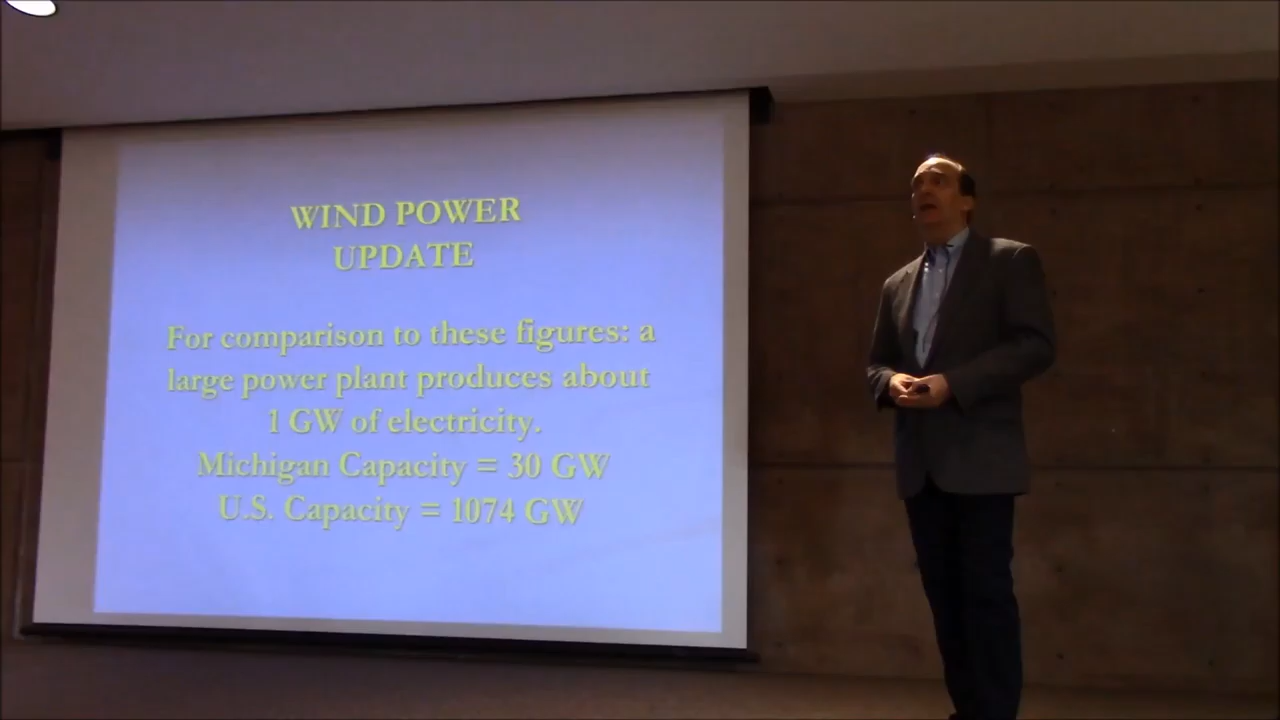 WIND POWER
UPDATE
For comparison to these figures: a
large power plant produces about
1 GW of electricity.
Michigan Capacity = 30 GW
U.S. Capacity = 1074 GW